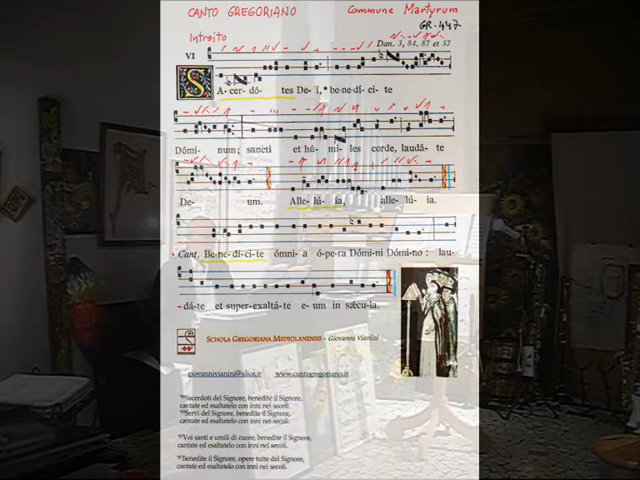 CANTO GREGORIANO Commune Martyrum
GR. 447
Introito
Dan. 3, 84. 87 et 57
VI
SA-cer-dó-tes De-i,* be-ne-dí-ci-te
Dómi-num; sancti et hú-mi-les corde, laudá-te
De-um. Alle-lú-ia, alle-lú-ia.
Cant. Be-ne-dí-ci-te ómni-a ó-pe-ra Dómi-ni Dómi-no: lau-
dá-te et super-exaltá-te e-um in sǽcu-la.
SCHOLA GREGORIANA MEDIOLANENSIS - Giovanni Vianini
giovannivianini@alice.it www.cantogregoriano.it
Sacerdoti del Signore, benedite il Signore,
cantate ed esaltatelo con inni nei secoli.
Servi del Signore, benedite il Signore,
cantate ed esaltatelo con inni nei secoli.
Voi santi e umili di cuore, benedite il Signore,
cantate ed esaltatelo con inni nei secoli.
Benedite il Signore, opere tutte del Signore,
cantate ed esaltatelo con inni nei secoli.